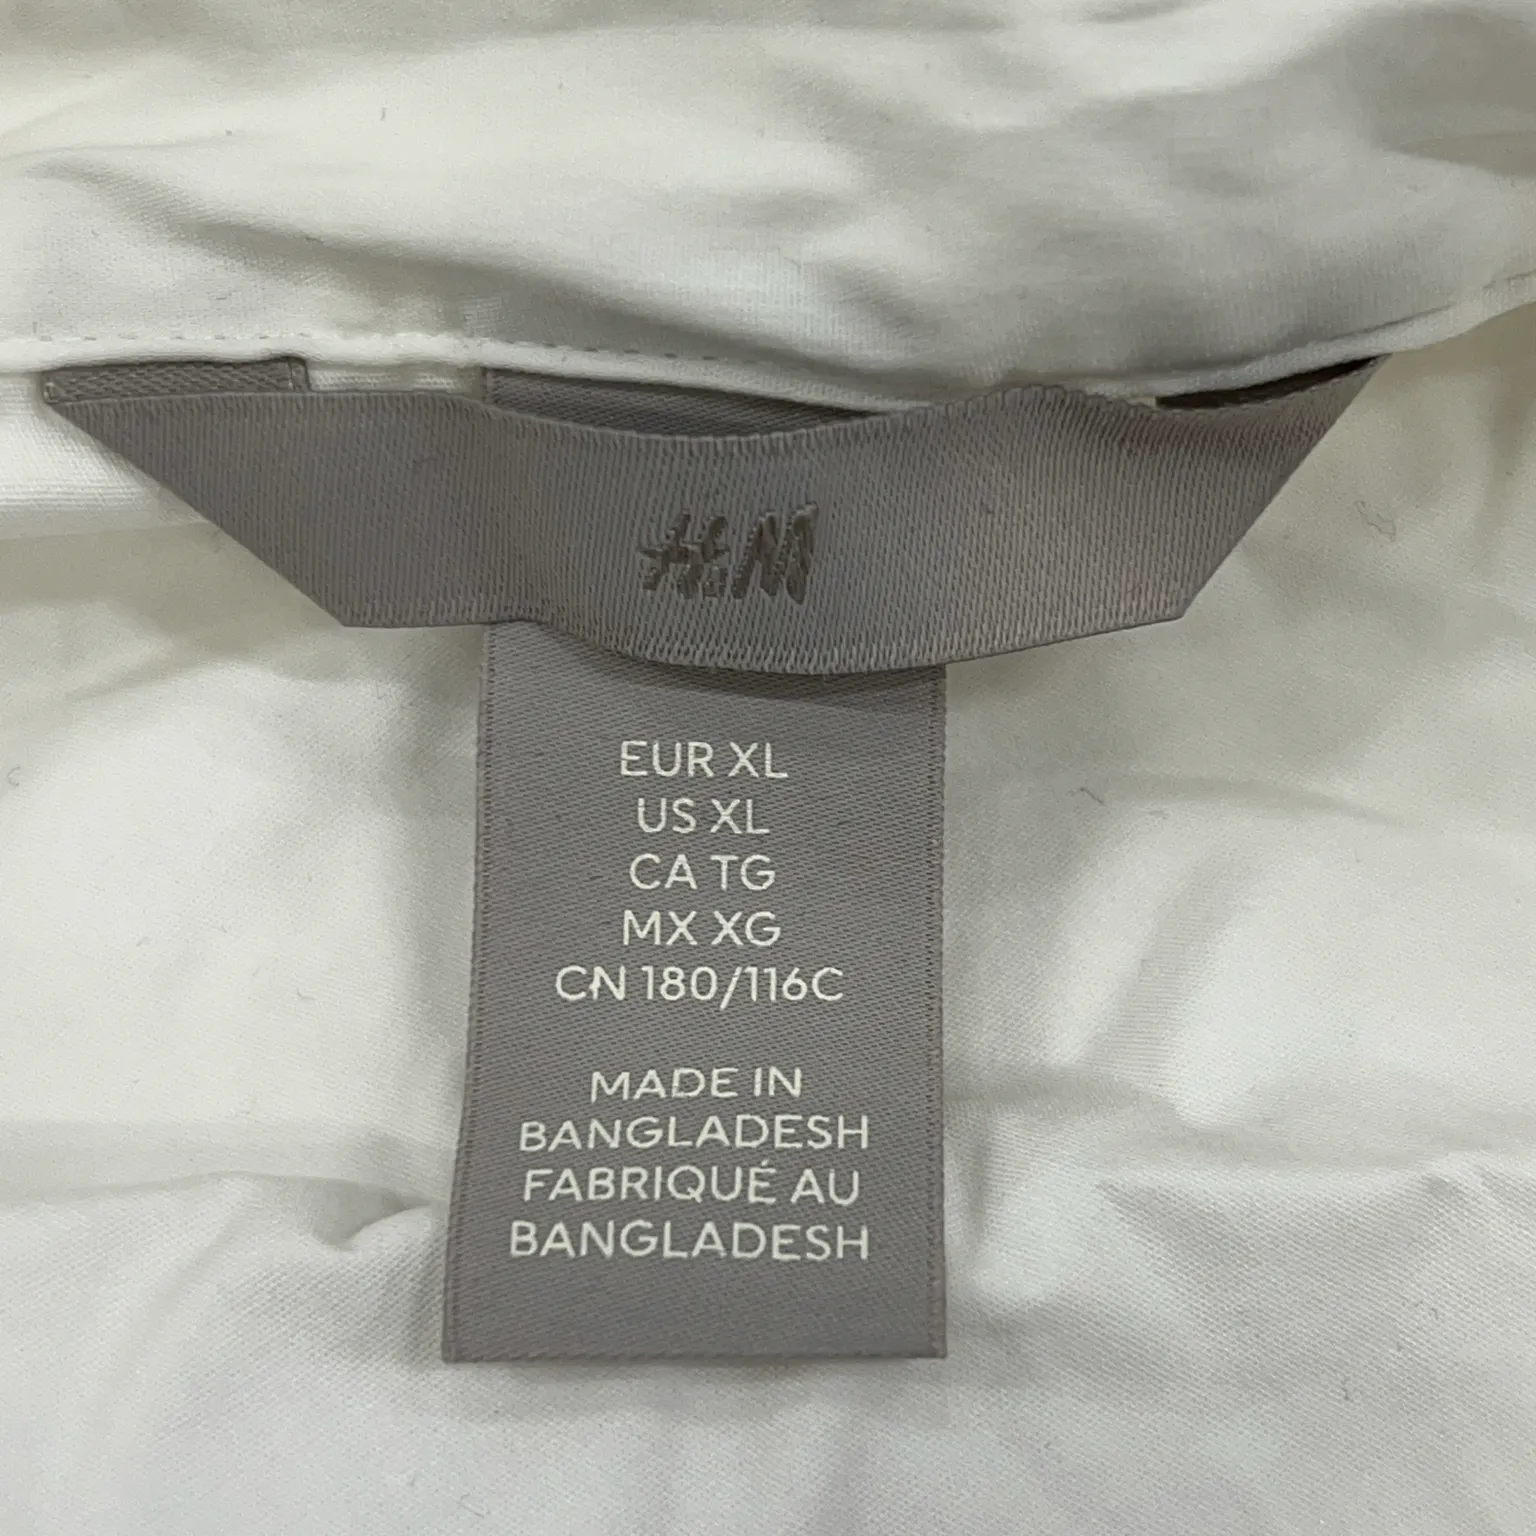 H&M
EUR XL
US XL
CA TG
MX XG
CN 180/116C
MADE IN
BANGLADESH
FABRIQUÉ AU
BANGLADESH